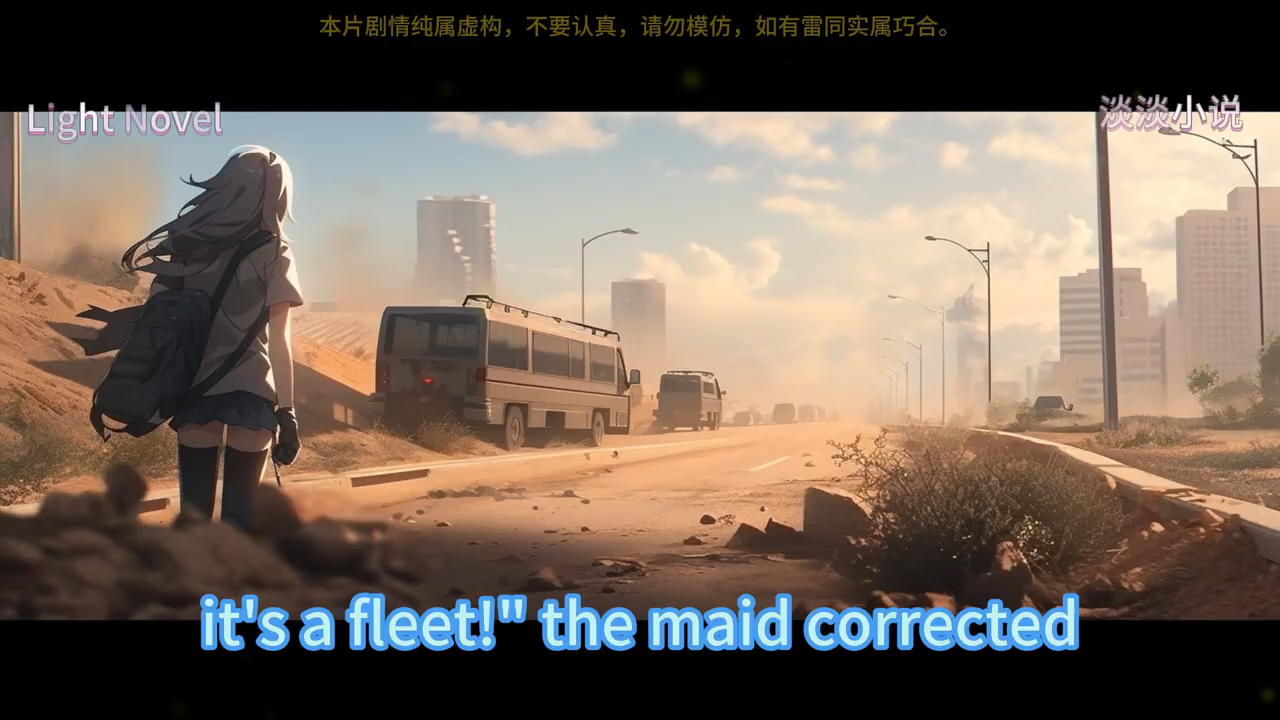 本片剧情纯属虚构，不要认真，请勿模仿，如有雷同实属巧合。
Light Novel
淡淡小说
it's a fleet!" the maid corrected